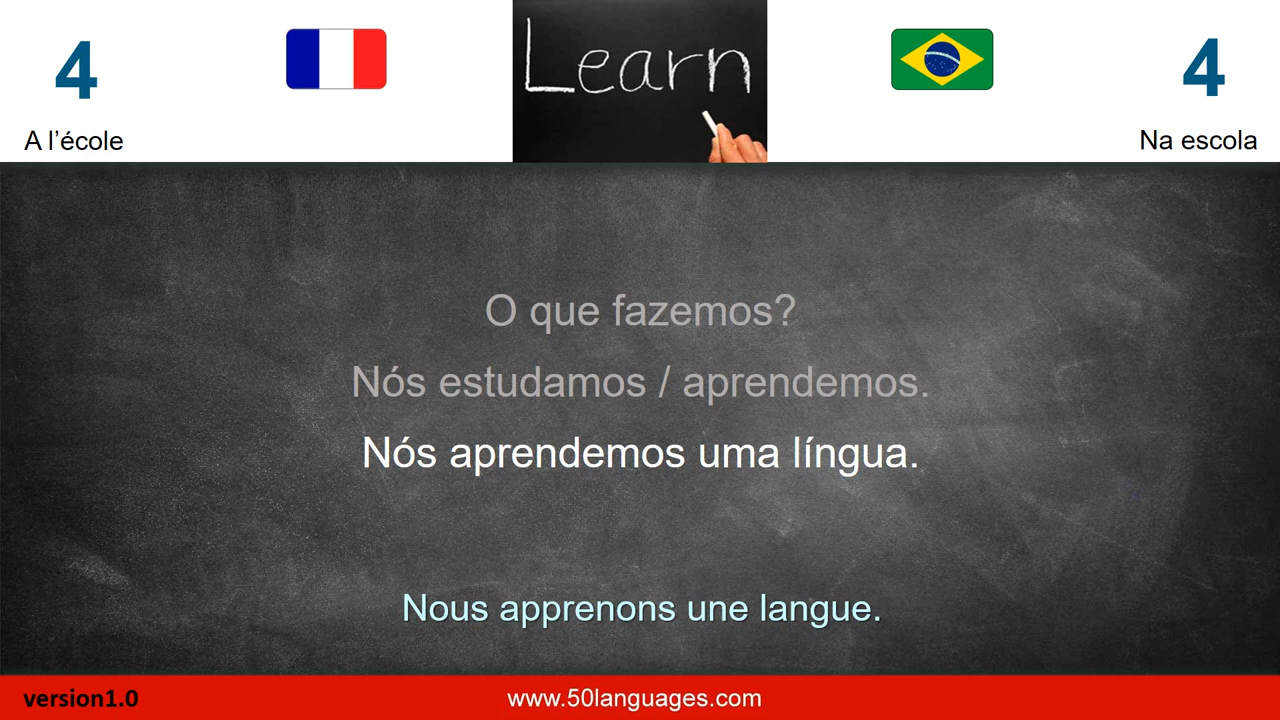 4
Learn
4
A l’école
Na escola
O que fazemos?
Nós estudamos / aprendemos.
Nós aprendemos uma língua.
Nous apprenons une langue.
version1.0
www.50languages.com